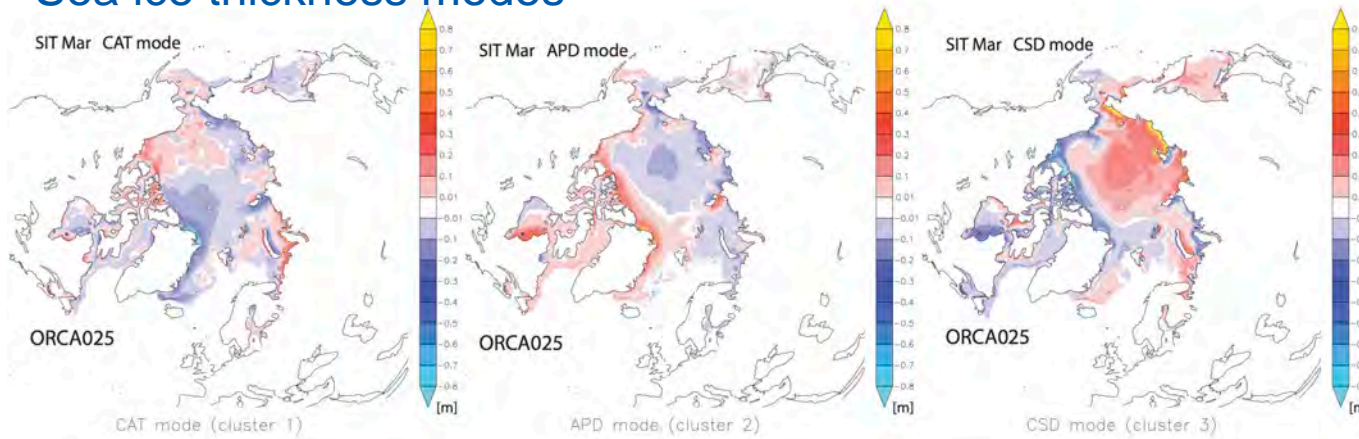 Sea ice thickness modes
SIT Mar CAT mode
0.8
0.7
0.6
0.5
0.4
0.3
0.2
0.1
0.01
-0.01
-0.1
-0.2
-0.3
-0.4
-0.5
-0.6
-0.7
-0.8
[m]
ORCA025
CAT mode (cluster 1)
SIT Mar APD mode
0.8
0.7
0.6
0.5
0.4
0.3
0.2
0.1
0.01
-0.01
-0.1
-0.2
-0.3
-0.4
-0.5
-0.6
-0.7
-0.8
[m]
ORCA025
APD mode (cluster 2)
SIT Mar CSD mode
ORCA025
CSD mode (cluster 3)
[m